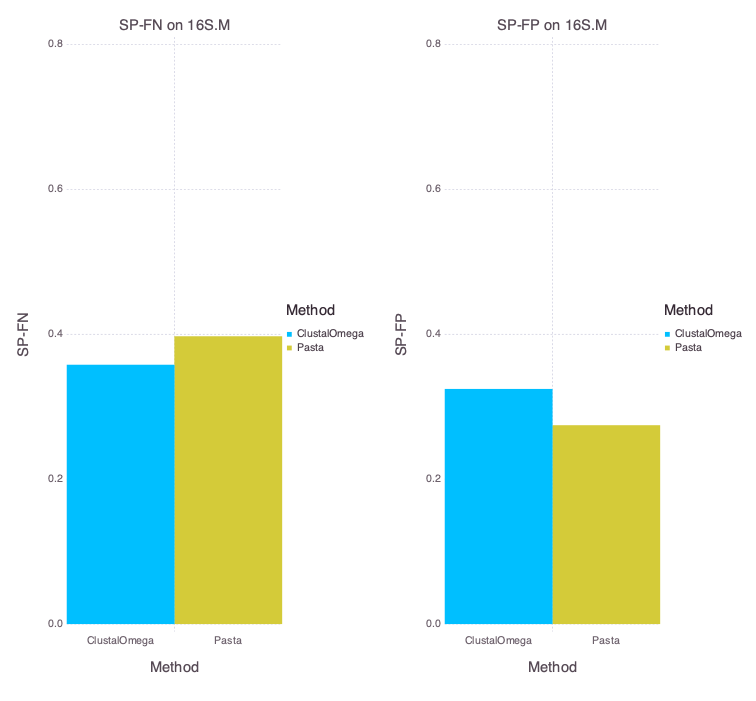 SP-FN on 16S.M
0.8
0.6
0.4
0.2
0.0
SP-FN
ClustalOmega Pasta
Method
Method
ClustalOmega
Pasta
SP-FP on 16S.M
0.8
0.6
0.4
0.2
0.0
SP-FP
ClustalOmega Pasta
Method
Method
ClustalOmega
Pasta